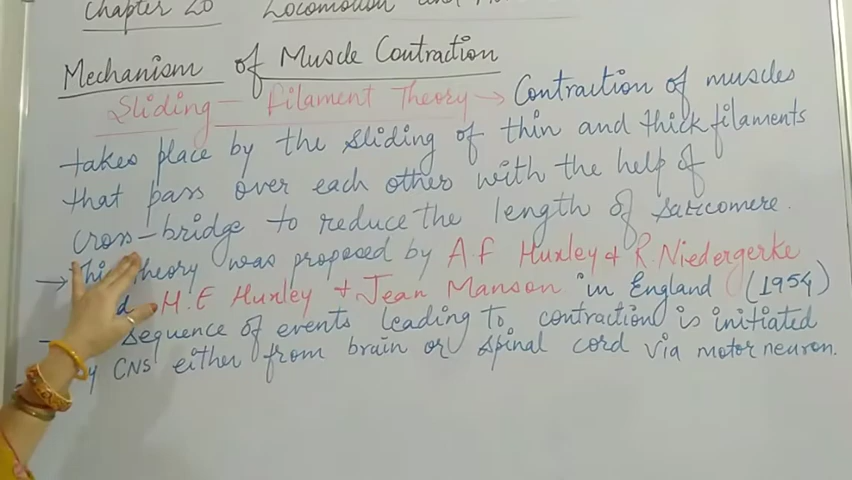 Chapter 20 Locomotion and
Mechanism of Muscle Contraction
Sliding- Filament Theory → Contraction of muscles
takes place by the sliding of thin and thick filaments
that pass over each other with the help of
cross-bridge to reduce the length of sarcomere.
→ This theory was proposed by A.F Huxley & R. Niedergerke
d H.E Huxley & Jean Manson in England (1954)
Sequence of events leading to contraction is initiated
y CNS either from brain or spinal cord via motor neuron.